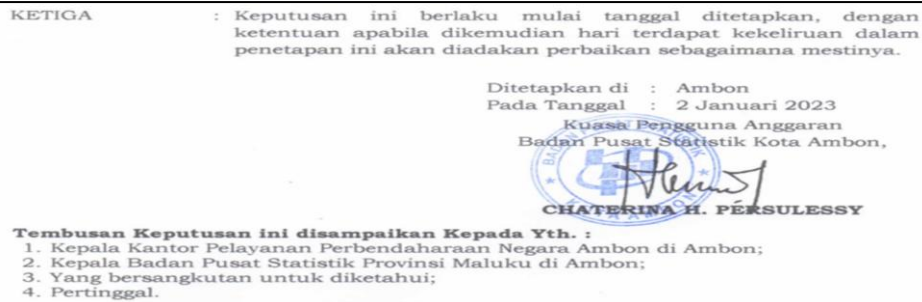 KETIGA : Keputusan ini berlaku mulai tanggal ditetapkan, dengan
ketentuan apabila dikemudian hari terdapat kekeliruan dalam
penetapan ini akan diadakan perbaikan sebagaimana mestinya.
Ditetapkan di : Ambon
Pada Tanggal : 2 Januari 2023
Kuasa Pengguna Anggaran
Badan Pusat Statistik Kota Ambon,
CHATERINA H. PERSULESSY
Tembusan Keputusan ini disampaikan Kepada Yth. :
1. Kepala Kantor Pelayanan Perbendaharaan Negara Ambon di Ambon;
2. Kepala Badan Pusat Statistik Provinsi Maluku di Ambon;
3. Yang bersangkutan untuk diketahui;
4. Pertinggal.